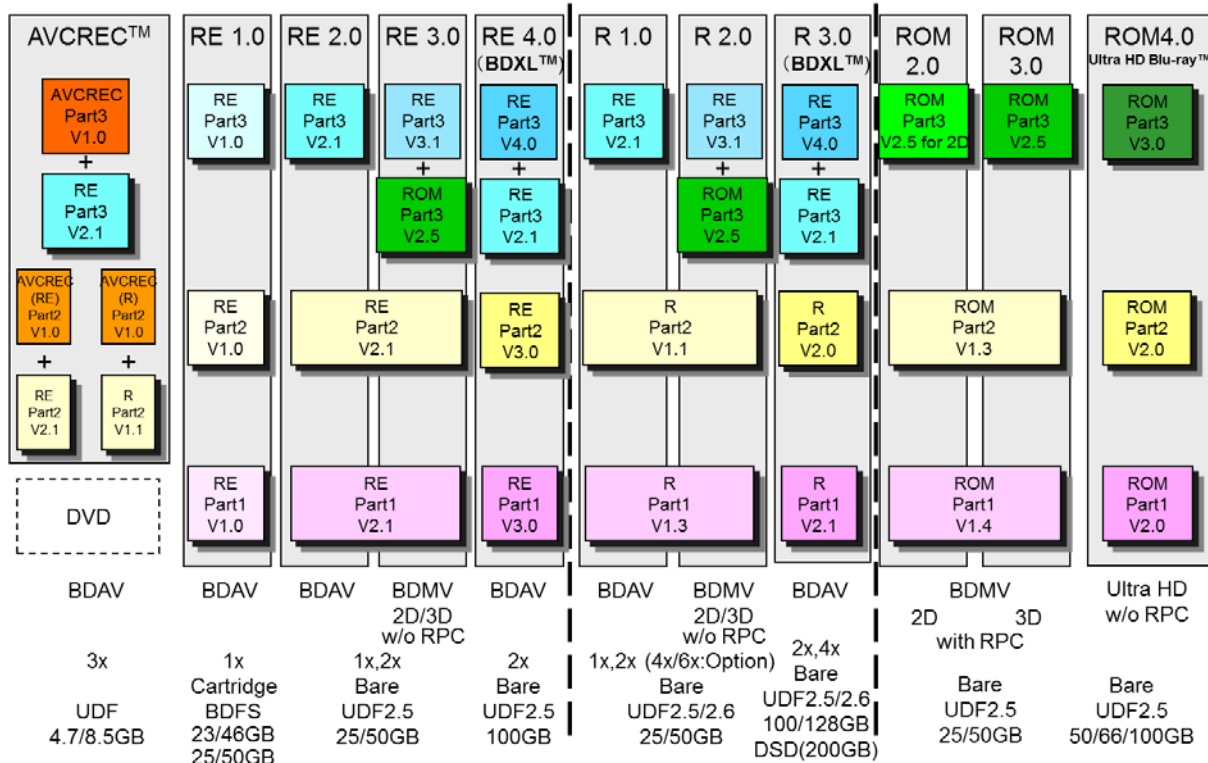 AVCREC™
AVCREC
Part3
V1.0
+
RE
Part3
V2.1
AVCREC
(RE)
Part2
V1.0
AVCREC
(R)
Part2
V1.0
+
+
RE
Part2
V2.1
R
Part2
V1.1
DVD
BDAV
3x
UDF
4.7/8.5GB
RE 1.0
RE
Part3
V1.0
RE
Part2
V1.0
RE
Part1
V1.0
BDAV
1x
Cartridge
BDFS
23/46GB
25/50GB
RE 2.0
RE
Part3
V2.1
RE 3.0
RE
Part3
V3.1
+
ROM
Part3
V2.5
RE
Part2
V2.1
RE
Part1
V2.1
BDAV
BDMV
2D/3D
w/o RPC
1x,2x
Bare
UDF2.5
25/50GB
RE 4.0
(BDXL™)
RE
Part3
V4.0
+
RE
Part3
V2.1
RE
Part2
V3.0
RE
Part1
V3.0
BDAV
2x
Bare
UDF2.5
100GB
R 1.0
RE
Part3
V2.1
R 2.0
RE
Part3
V3.1
+
ROM
Part3
V2.5
R
Part2
V1.1
R
Part1
V1.3
BDAV
BDMV
2D/3D
w/o RPC
1x,2x (4x/6x:Option)
Bare
UDF2.5/2.6
25/50GB
R 3.0
(BDXL™)
RE
Part3
V4.0
+
RE
Part3
V2.1
R
Part2
V2.0
R
Part1
V2.1
BDAV
2x,4x
Bare
UDF2.5/2.6
100/128GB
DSD(200GB)
ROM
2.0
ROM
Part3
V2.5 for 2D
ROM
3.0
ROM
Part3
V2.5
ROM
Part2
V1.3
ROM
Part1
V1.4
BDMV
2D 3D
with RPC
Bare
UDF2.5
25/50GB
ROM4.0
Ultra HD Blu-ray™
ROM
Part3
V3.0
ROM
Part2
V2.0
ROM
Part1
V2.0
Ultra HD
w/o RPC
Bare
UDF2.5
50/66/100GB